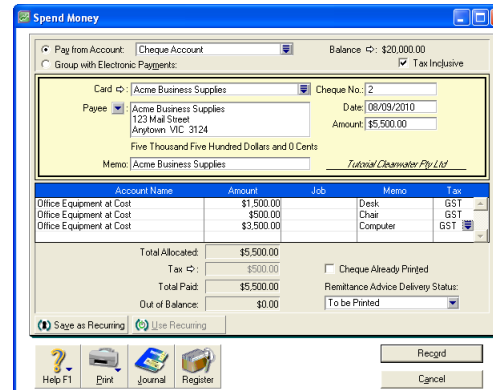 Spend Money
Pay from Account: Cheque Account Balance ⇨: $20,000.00
Group with Electronic Payments: Tax Inclusive
Card ⇨: Acme Business Supplies Cheque No.: 2
Payee : Acme Business Supplies Date: 08/09/2010
123 Mail Street
Anytown VIC 3124 Amount: $5,500.00
Five Thousand Five Hundred Dollars and 0 Cents
Memo: Acme Business Supplies Tutorial Clearwater Pty Ltd
Account Name Amount Job Memo Tax
Office Equipment at Cost $1,500.00 Desk GST
Office Equipment at Cost $500.00 Chair GST
Office Equipment at Cost $3,500.00 Computer GST
Total Allocated: $5,500.00
Tax ⇨: $500.00 Cheque Already Printed
Total Paid: $5,500.00 Remittance Advice Delivery Status:
Out of Balance: $0.00 To be Printed
Save as Recurring Use Recurring
Help F1 Print Journal Register Record
Cancel